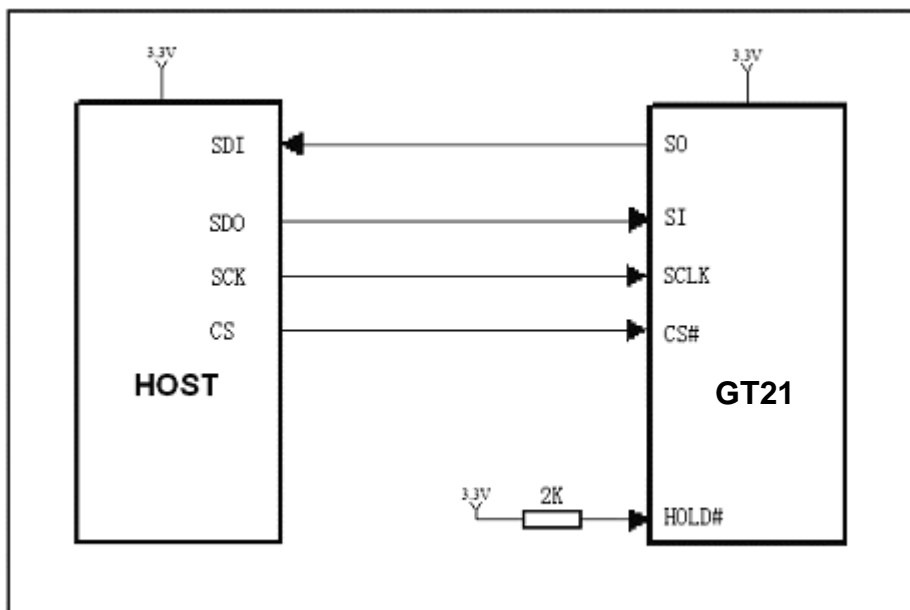 3.3V 3.3V
SDI SO
SDO SI
SCK SCLK
CS CS#
HOST GT21
3.3V 2K HOLD#